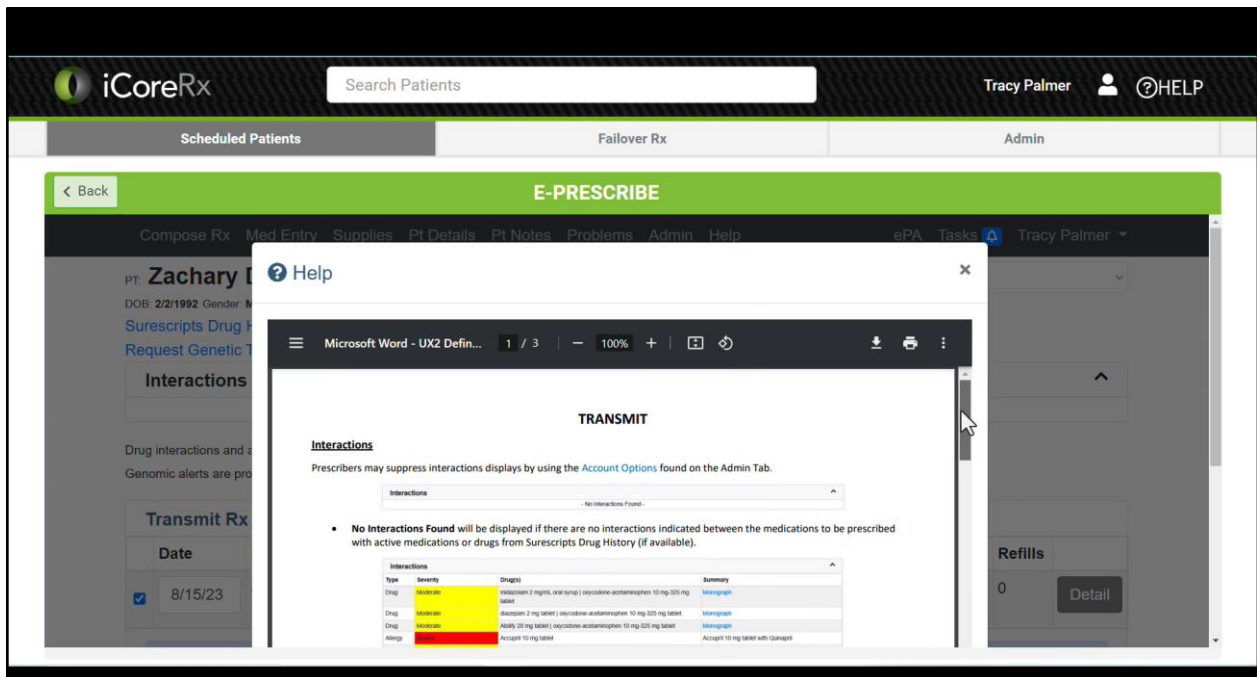 iCoreRx
Search Patients
Tracy Palmer
HELP
Scheduled Patients
Failover Rx
Admin
Back
E-PRESCRIBE
Compose Rx Med Entry Supplies Pt Details Pt Notes Problems Admin Help ePA Tasks Tracy Palmer
PT: Zachary
DOB: 2/2/1992 Gender:
Surescripts Drug
Request Genetic
Interactions
Drug interactions and
Genomic alerts are pro
Transmit Rx
Date
Refills
8/15/23
0
Detail
Help
Microsoft Word - UX2 Defin... 1 / 3 100%
TRANSMIT
Interactions
Prescribers may suppress interactions displays by using the Account Options found on the Admin Tab.
Interactions
- No Interactions Found -
• No Interactions Found will be displayed if there are no interactions indicated between the medications to be prescribed
with active medications or drugs from Surescripts Drug History (if available).
Interactions
Type Severity Drug(s) Summary
Drug Moderate midazolam 2 mg/mL oral syrup | oxycodone-acetaminophen 10 mg-325 mg Monograph
tablet
Drug Moderate diazepam 2 mg tablet | oxycodone-acetaminophen 10 mg-325 mg tablet Monograph
Drug Moderate Abilify 20 mg tablet | oxycodone-acetaminophen 10 mg-325 mg tablet Monograph
Allergy Accupril 10 mg tablet Accupril 10 mg tablet with Quinapril